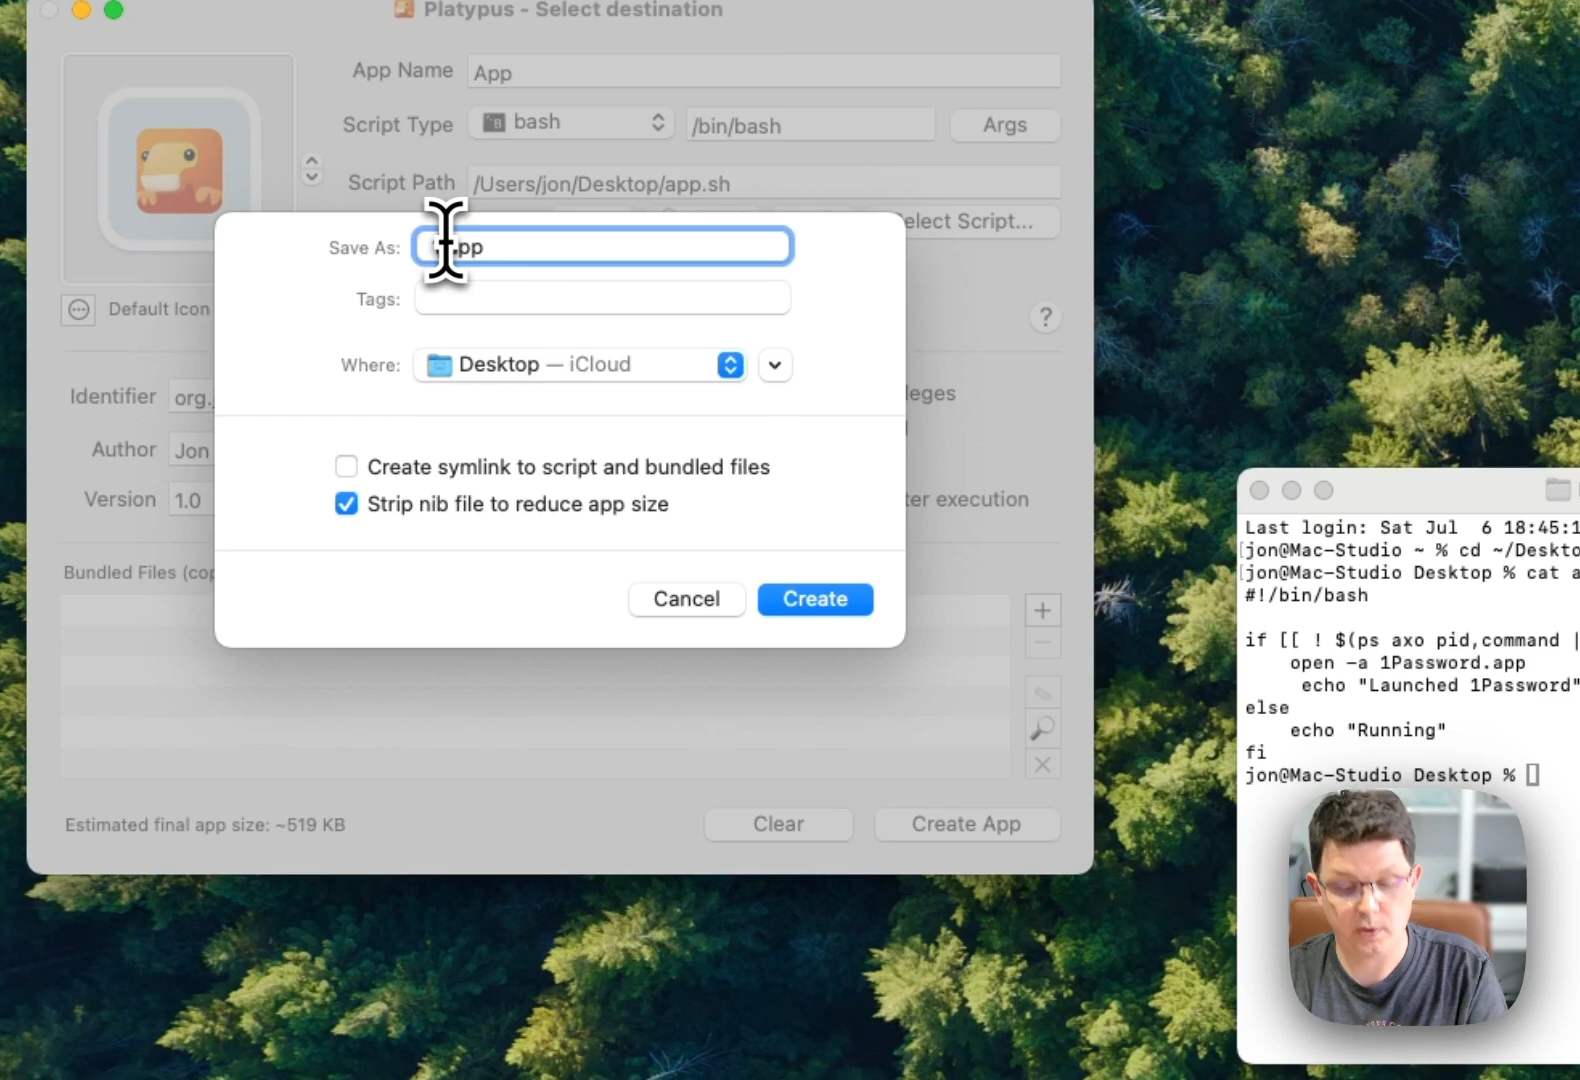 Platypus - Select destination
App Name
App
Script Type
bash
/bin/bash
Args
Script Path
/Users/jon/Desktop/app.sh
elect Script...
Save As:
Tags:
Where:
Desktop — iCloud
Default Icon
?
Identifier
org.
leges
Author
Jon
Version
1.0
ter execution
Create symlink to script and bundled files
Strip nib file to reduce app size
Bundled Files (cop
Cancel
Create
Estimated final app size: ~519 KB
Clear
Create App
Last login: Sat Jul 6 18:45:1
jon@Mac-Studio ~ % cd ~/Deskto
jon@Mac-Studio Desktop % cat a
#!/bin/bash
if [[ ! $(ps axo pid,command |
open -a 1Password.app
echo "Launched 1Password"
else
echo "Running"
fi
jon@Mac-Studio Desktop %